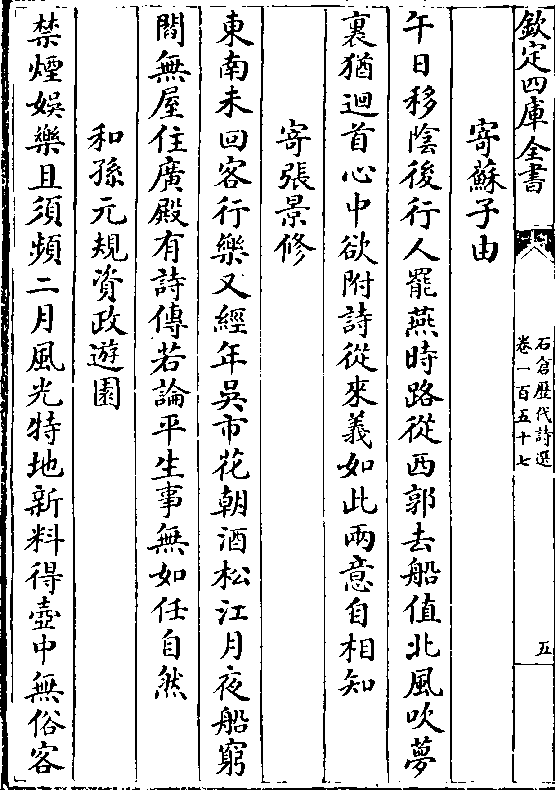 欽定四庫全書
石倉歷代詩選
卷一百五十七
五
寄蘇子由
午日移陰後行人罷燕時路從西郭去船值北風吹夢
裏猶迴首心中欲附詩從來義如此兩意自相知
寄張景修
東南未回客行樂又經年吳市花朝酒松江月夜船窮
閻無屋住廣殿有詩傳若論平生事無如任自然
和孫元規資政遊園
禁煙娛樂且須頻二月風光特地新料得壺中無俗客